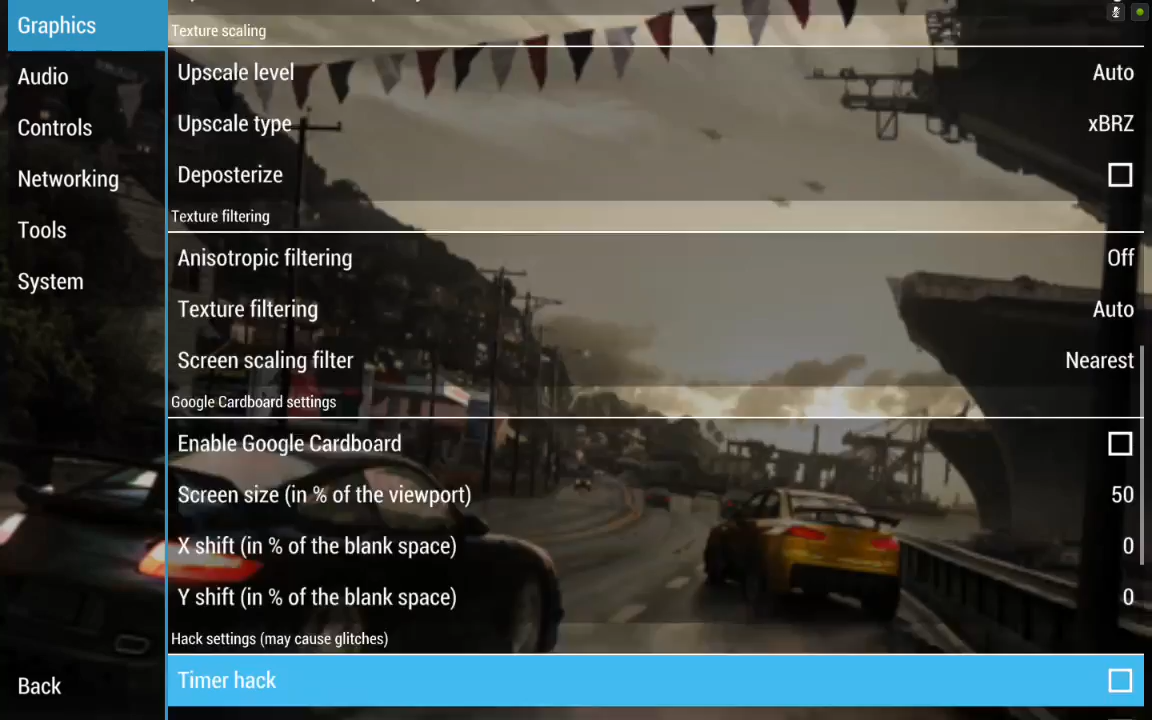 Graphics
Audio
Controls
Networking
Tools
System
Back
Texture scaling
Upscale level Auto
Upscale type xBRZ
Deposterize
Texture filtering
Anisotropic filtering Off
Texture filtering Auto
Screen scaling filter Nearest
Google Cardboard settings
Enable Google Cardboard
Screen size (in % of the viewport) 50
X shift (in % of the blank space) 0
Y shift (in % of the blank space) 0
Hack settings (may cause glitches)
Timer hack